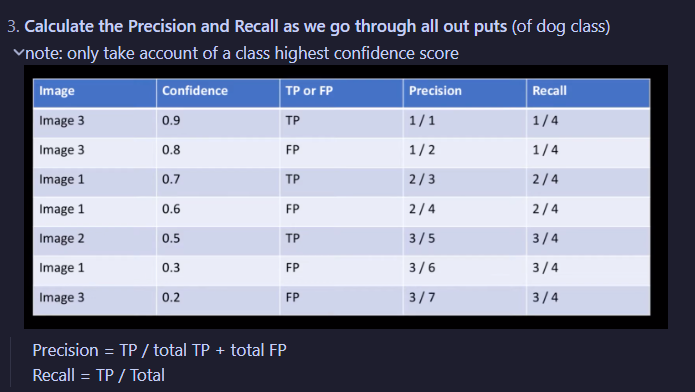 3. Calculate the Precision and Recall as we go through all out puts (of dog class)
note: only take account of a class highest confidence score
Image Confidence TP or FP Precision Recall
Image 3 0.9 TP 1 / 1 1 / 4
Image 3 0.8 FP 1 / 2 1 / 4
Image 1 0.7 TP 2 / 3 2 / 4
Image 1 0.6 FP 2 / 4 2 / 4
Image 2 0.5 TP 3 / 5 3 / 4
Image 1 0.3 FP 3 / 6 3 / 4
Image 3 0.2 FP 3 / 7 3 / 4
Precision = TP / total TP + total FP
Recall = TP / Total